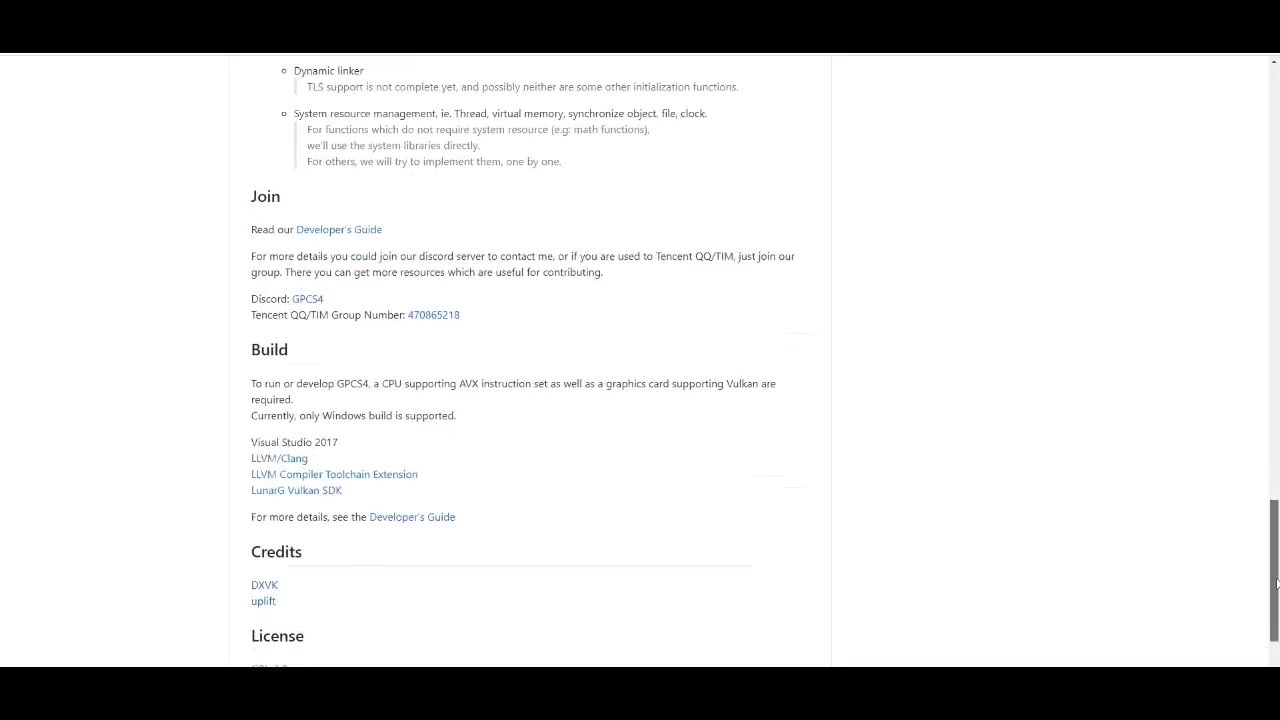 Dynamic linker
TLS support is not complete yet, and possibly neither are some other initialization functions.
System resource management, ie. Thread, virtual memory, synchronize object, file, clock.
For functions which do not require system resource (e.g: math functions),
we'll use the system libraries directly.
For others, we will try to implement them, one by one.
Join
Read our Developer's Guide
For more details you could join our discord server to contact me, or if you are used to Tencent QQ/TIM, just join our
group. There you can get more resources which are useful for contributing.
Discord: GPCS4
Tencent QQ/TIM Group Number: 470865218
Build
To run or develop GPCS4, a CPU supporting AVX instruction set as well as a graphics card supporting Vulkan are
required.
Currently, only Windows build is supported.
Visual Studio 2017
LLVM/Clang
LLVM Compiler Toolchain Extension
LunarG Vulkan SDK
For more details, see the Developer's Guide
Credits
DXVK
uplift
License